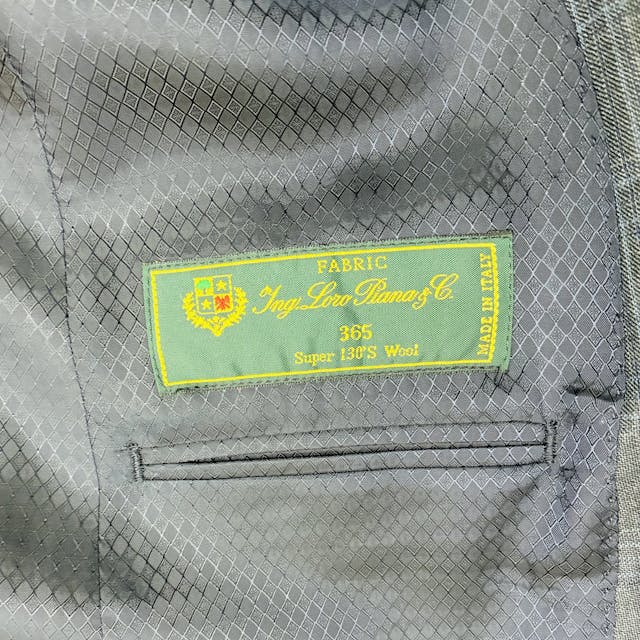 FABRIC
Ing. Loro Piana & C.
365
Super 130'S Wool
MADE IN ITALY